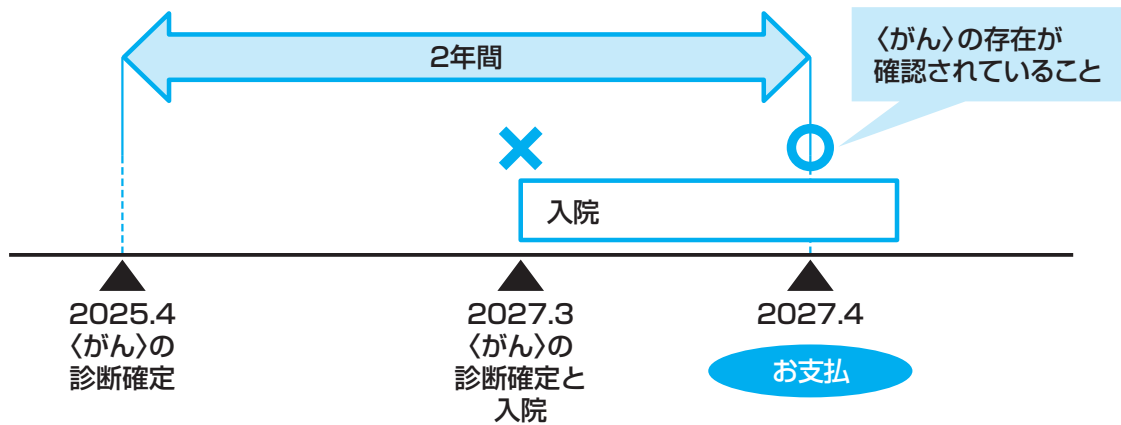 2年間
〈がん〉の存在が
確認されていること
入院
2025.4
〈がん〉の
診断確定
2027.3
〈がん〉の
診断確定と
入院
2027.4
お支払